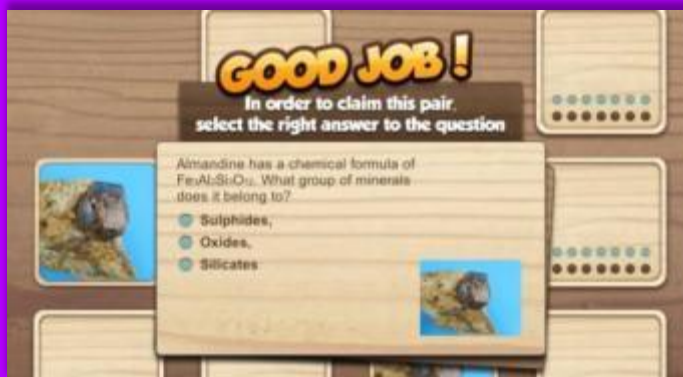 GOOD JOB!
In order to claim this pair,
select the right answer to the question
Almandine has a chemical formula of
Fe₃Al₂Si₃O₁₂. What group of minerals
does it belong to?
Sulphides,
Oxides,
Silicates